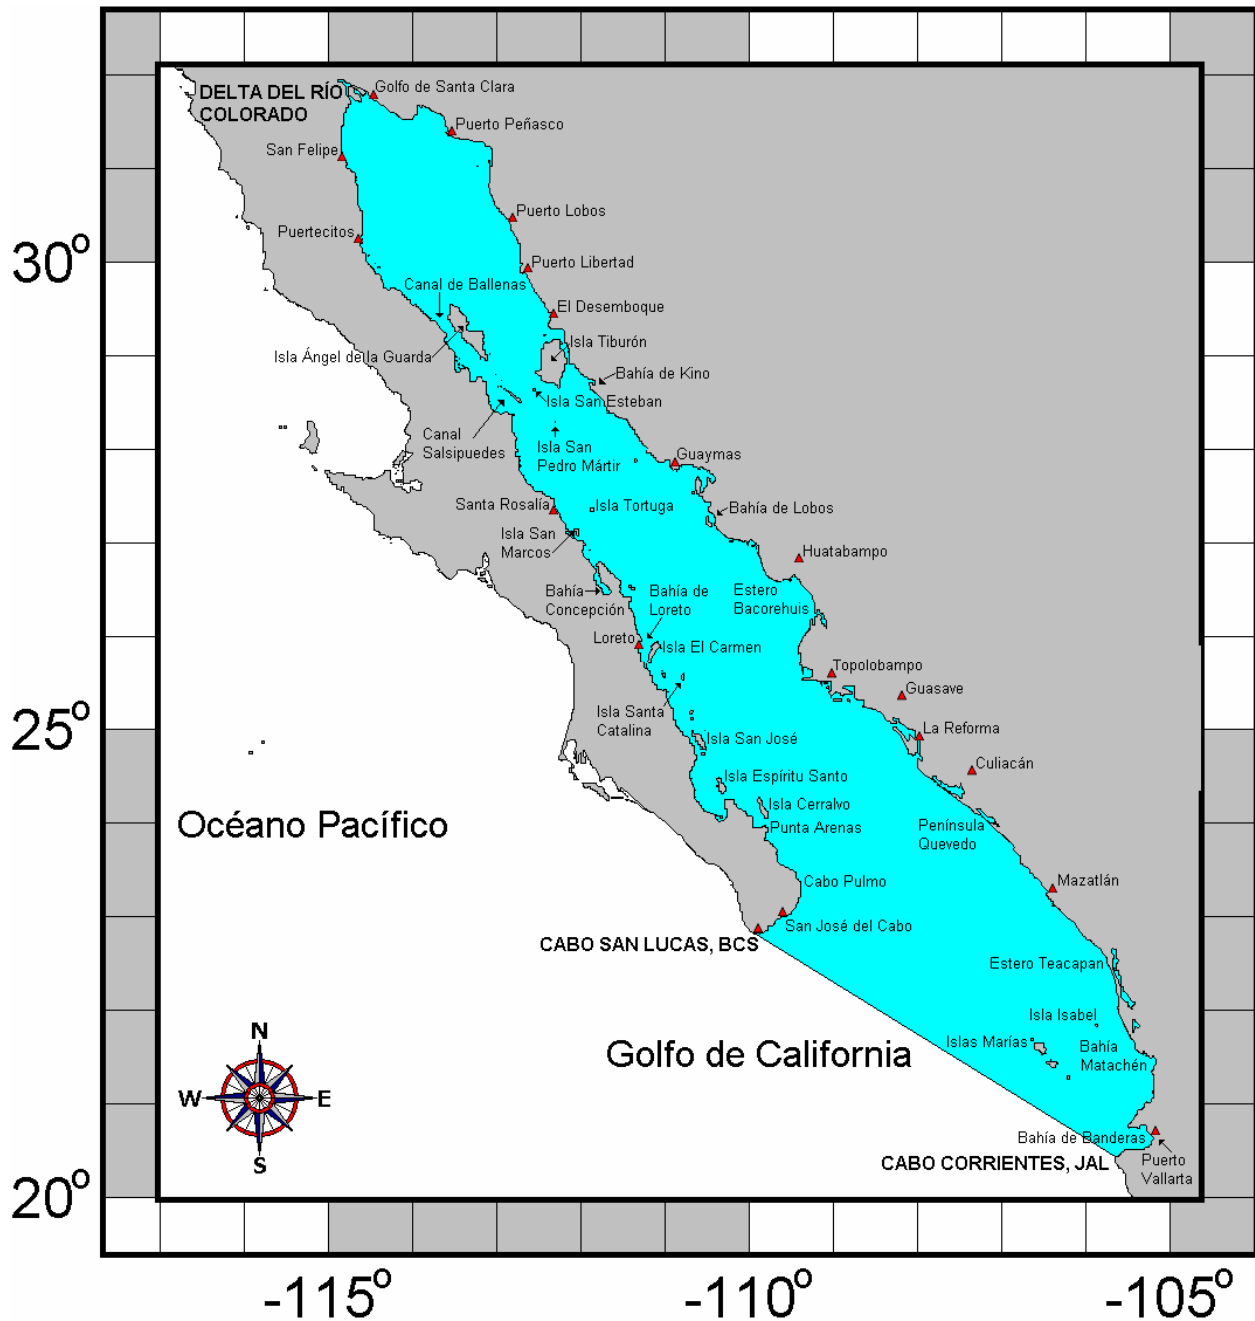 DELTA DEL RÍO
COLORADO
Golfo de Santa Clara
Puerto Peñasco
San Felipe
Puerto Lobos
Puertecitos
30°
Puerto Libertad
Canal de Ballenas
El Desemboque
Isla Tiburón
Isla Ángel de la Guarda
Bahía de Kino
Isla San Esteban
Canal
Salsipuedes
Isla San
Pedro Mártir
Guaymas
Santa Rosalía
Isla Tortuga
Bahía de Lobos
Isla San
Marcos
Huatabampo
Bahía
Concepción
Bahía de
Loreto
Estero
Bacorehuis
Loreto
Isla El Carmen
Topolobampo
Guasave
Isla Santa
Catalina
25°
La Reforma
Isla San José
Culiacán
Isla Espíritu Santo
Isla Cerralvo
Punta Arenas
Océano Pacífico
Península
Quevedo
Cabo Pulmo
Mazatlán
San José del Cabo
CABO SAN LUCAS, BCS
Estero Teacapan
Isla Isabel
Golfo de California
Islas Marías
Bahía
Matachén
N
W
E
S
Bahía de Banderas
CABO CORRIENTES, JAL
Puerto
Vallarta
20°
-115°
-110°
-105°